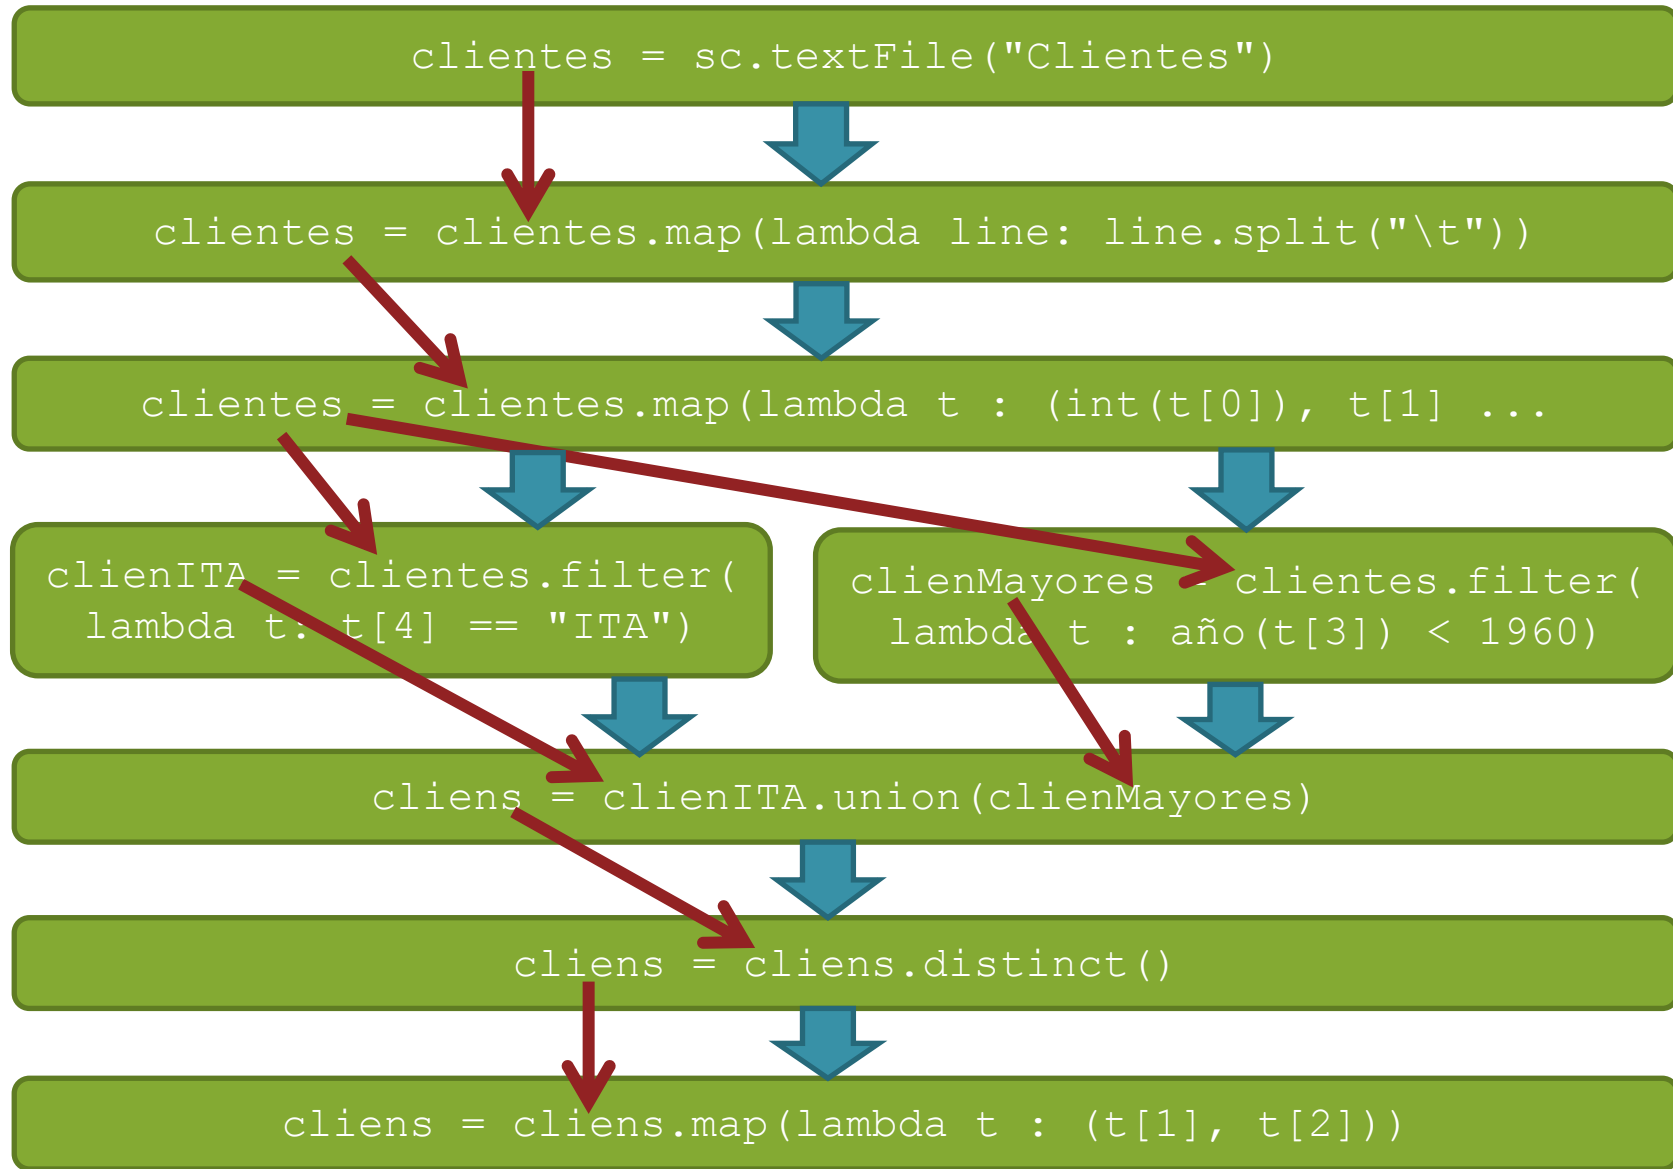 clientes = sc.textFile("Clientes")
clientes = clientes.map(lambda line: line.split("\t"))
clientes = clientes.map(lambda t : (int(t[0]), t[1] ...
clienITA = clientes.filter(
lambda t: t[4] == "ITA")
clienMayores = clientes.filter(
lambda t : año(t[3]) < 1960)
cliens = clienITA.union(clienMayores)
cliens = cliens.distinct()
cliens = cliens.map(lambda t : (t[1], t[2]))